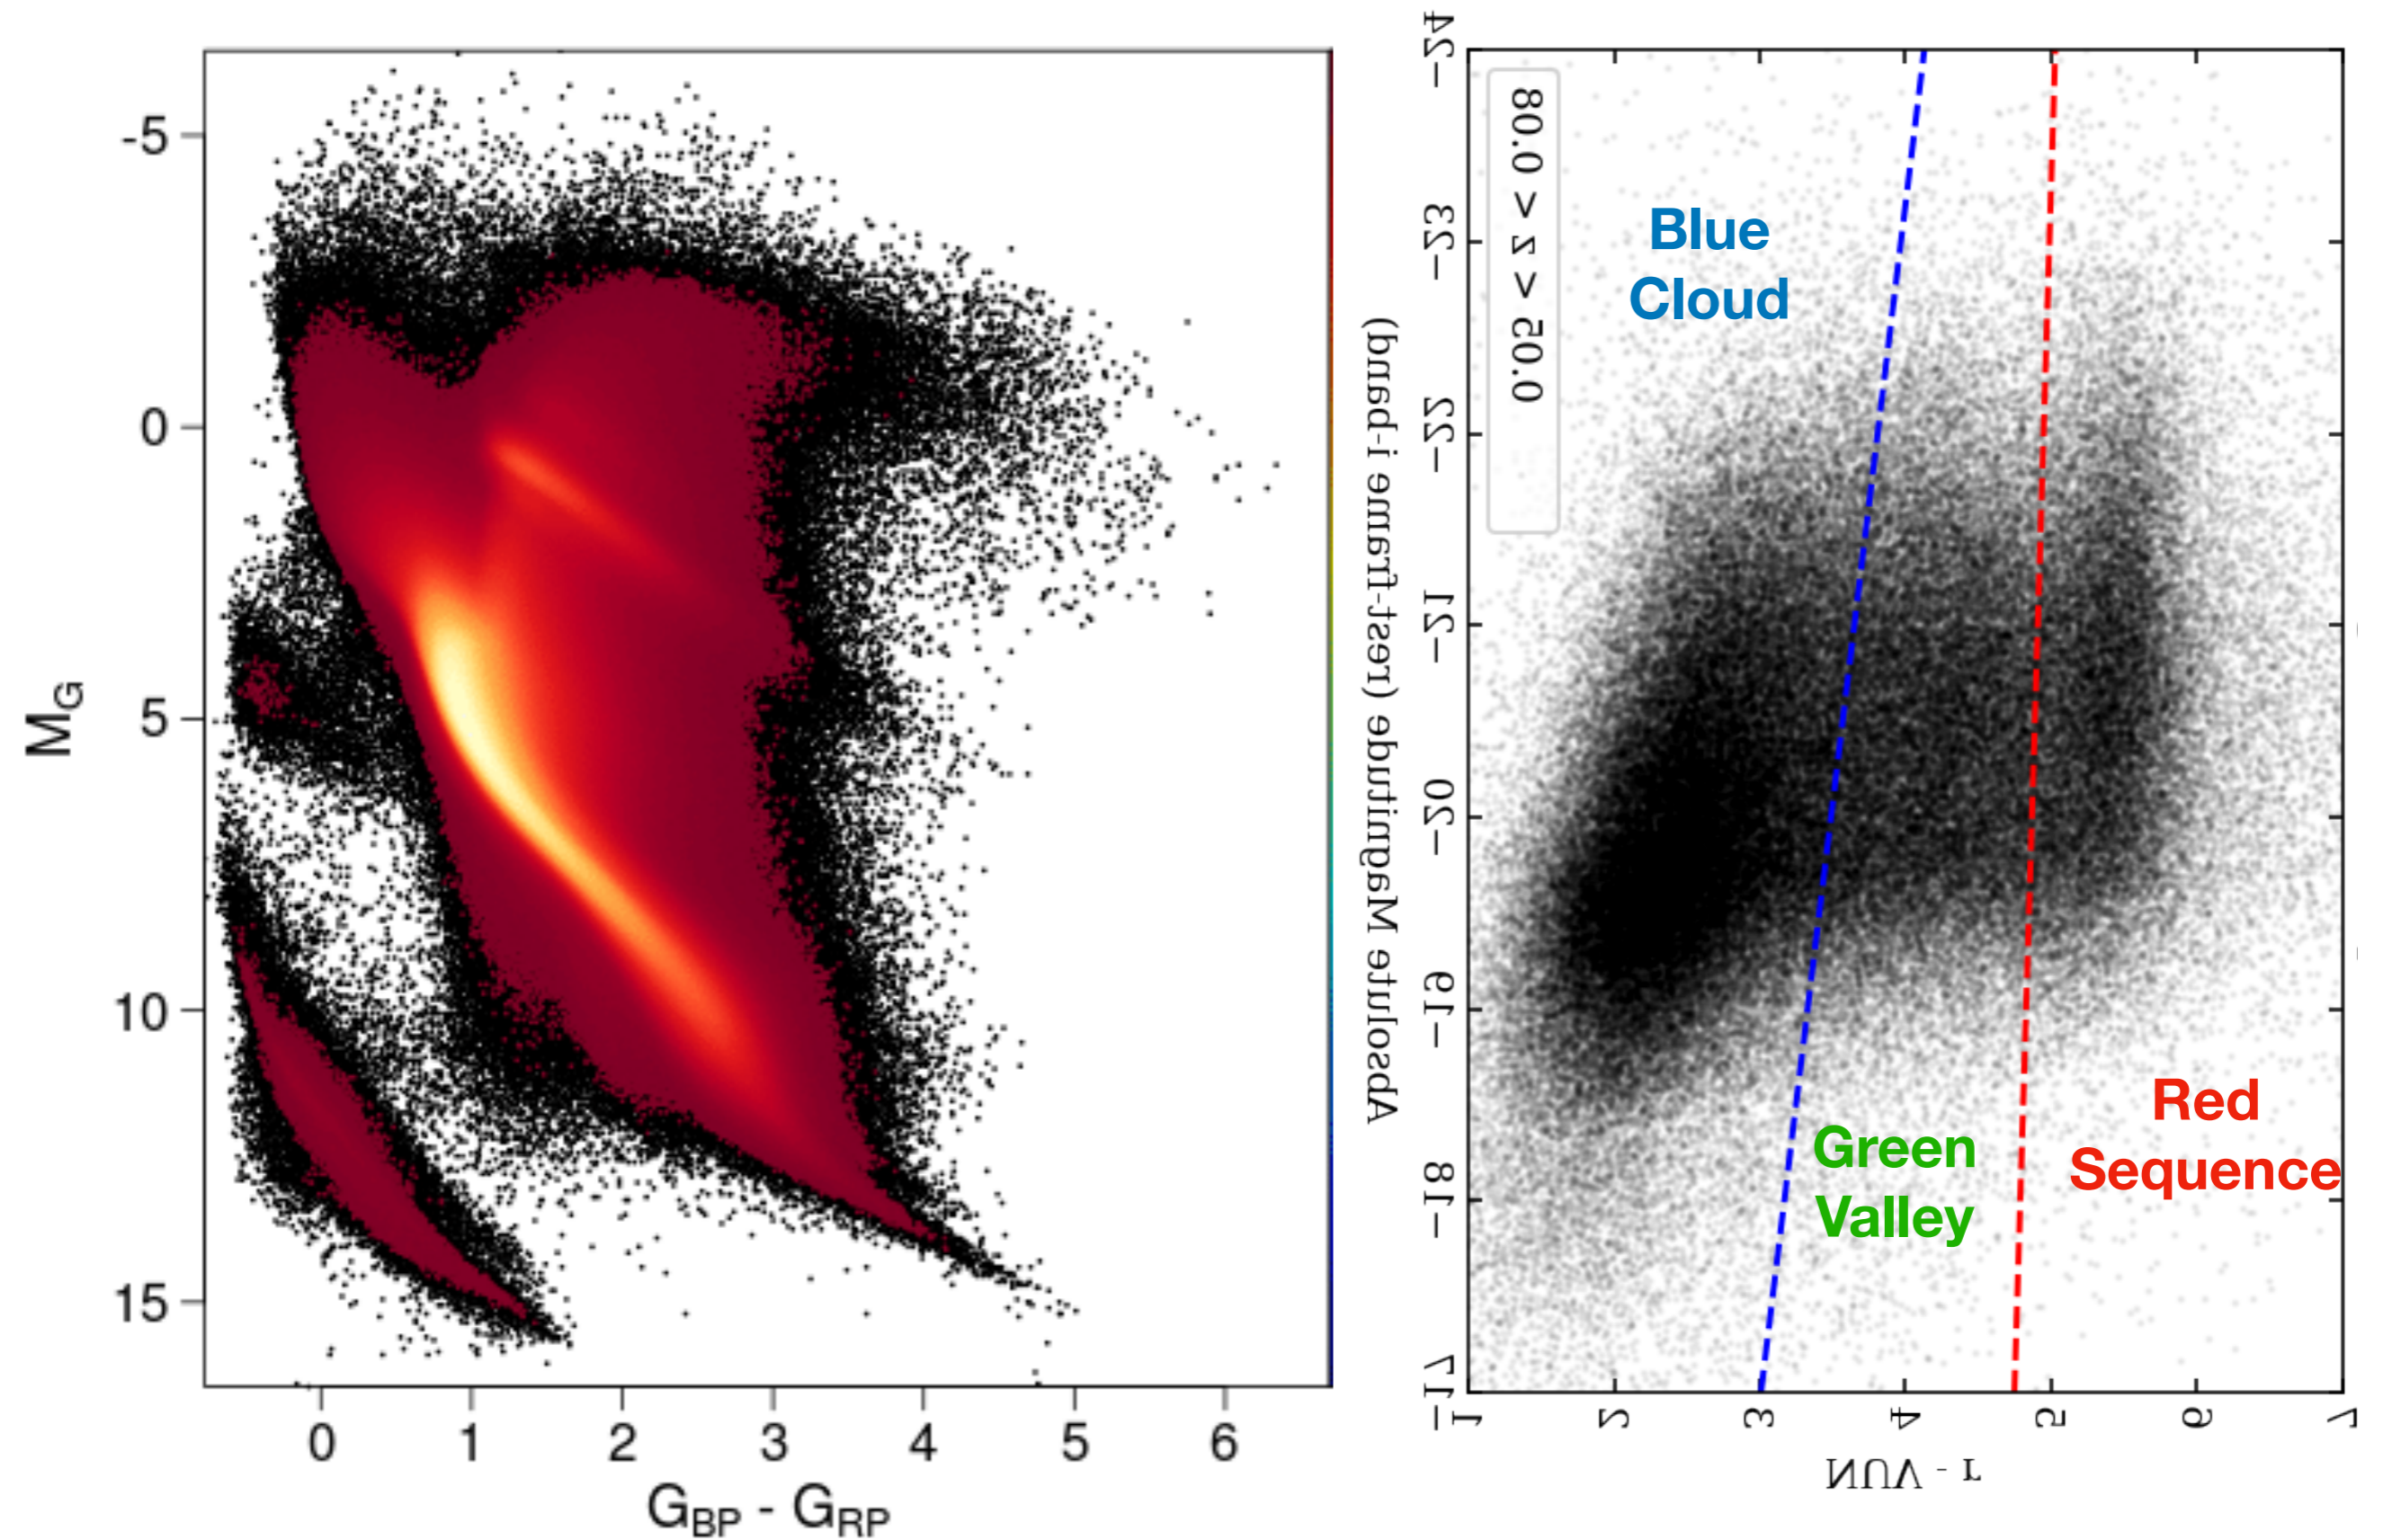 -5
0
5
10
15
M_G
0 1 2 3 4 5 6
G_BP - G_RP
Absolute Magnitude (rest-frame i-band)
−24
−23
−22
−21
−20
−19
−18
−17
0.05 < z < 0.08
Blue
Cloud
Green
Valley
Red
Sequence
1 2 3 4 5 6 7
NUV - r